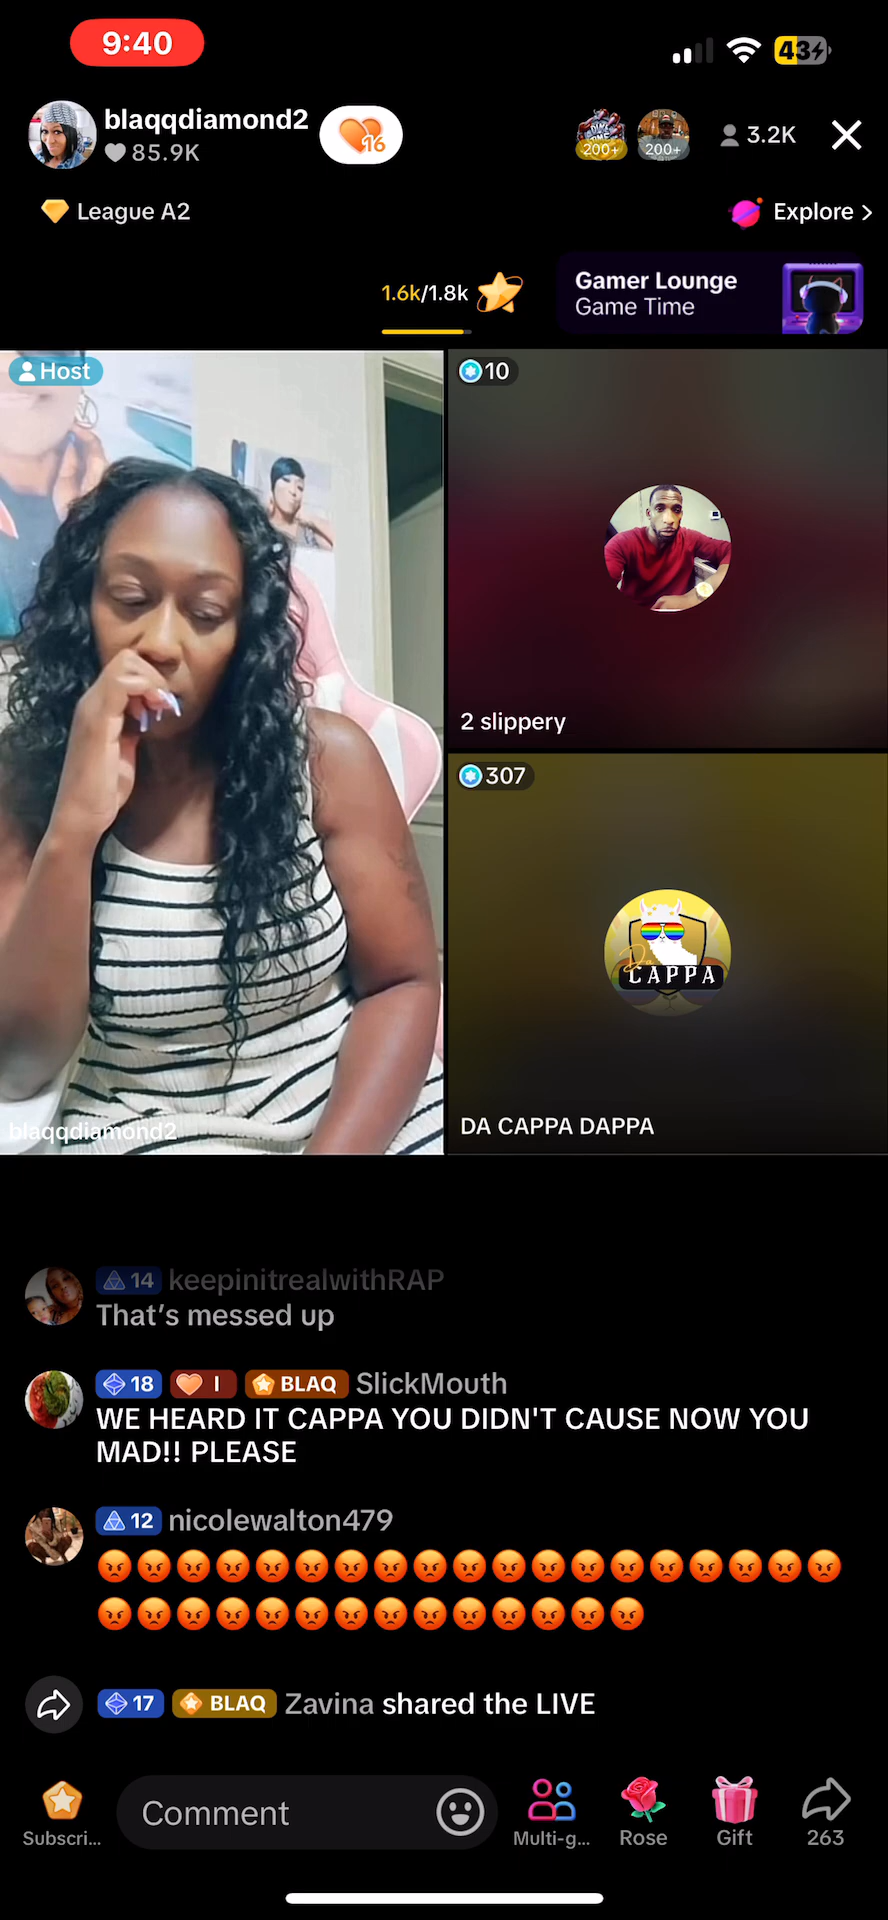 9:40
43
blaqqdiamond2
85.9K
16
200+
200+
3.2K
League A2
Explore
1.6k/1.8k
Gamer Lounge
Game Time
Host
10
2 slippery
307
Da
CAPPA
DA CAPPA DAPPA
blaqqdiamond2
14 keepinitrealwithRAP
That's messed up
18 I BLAQ SlickMouth
WE HEARD IT CAPPA YOU DIDN'T CAUSE NOW YOU
MAD!! PLEASE
12 nicolewalton479
😡😡😡😡😡😡😡😡😡😡😡😡😡😡😡😡😡😡😡
😡😡😡😡😡😡😡😡😡😡😡😡😡😡
17 BLAQ Zavina shared the LIVE
Comment
Subscri...
Multi-g...
Rose
Gift
263